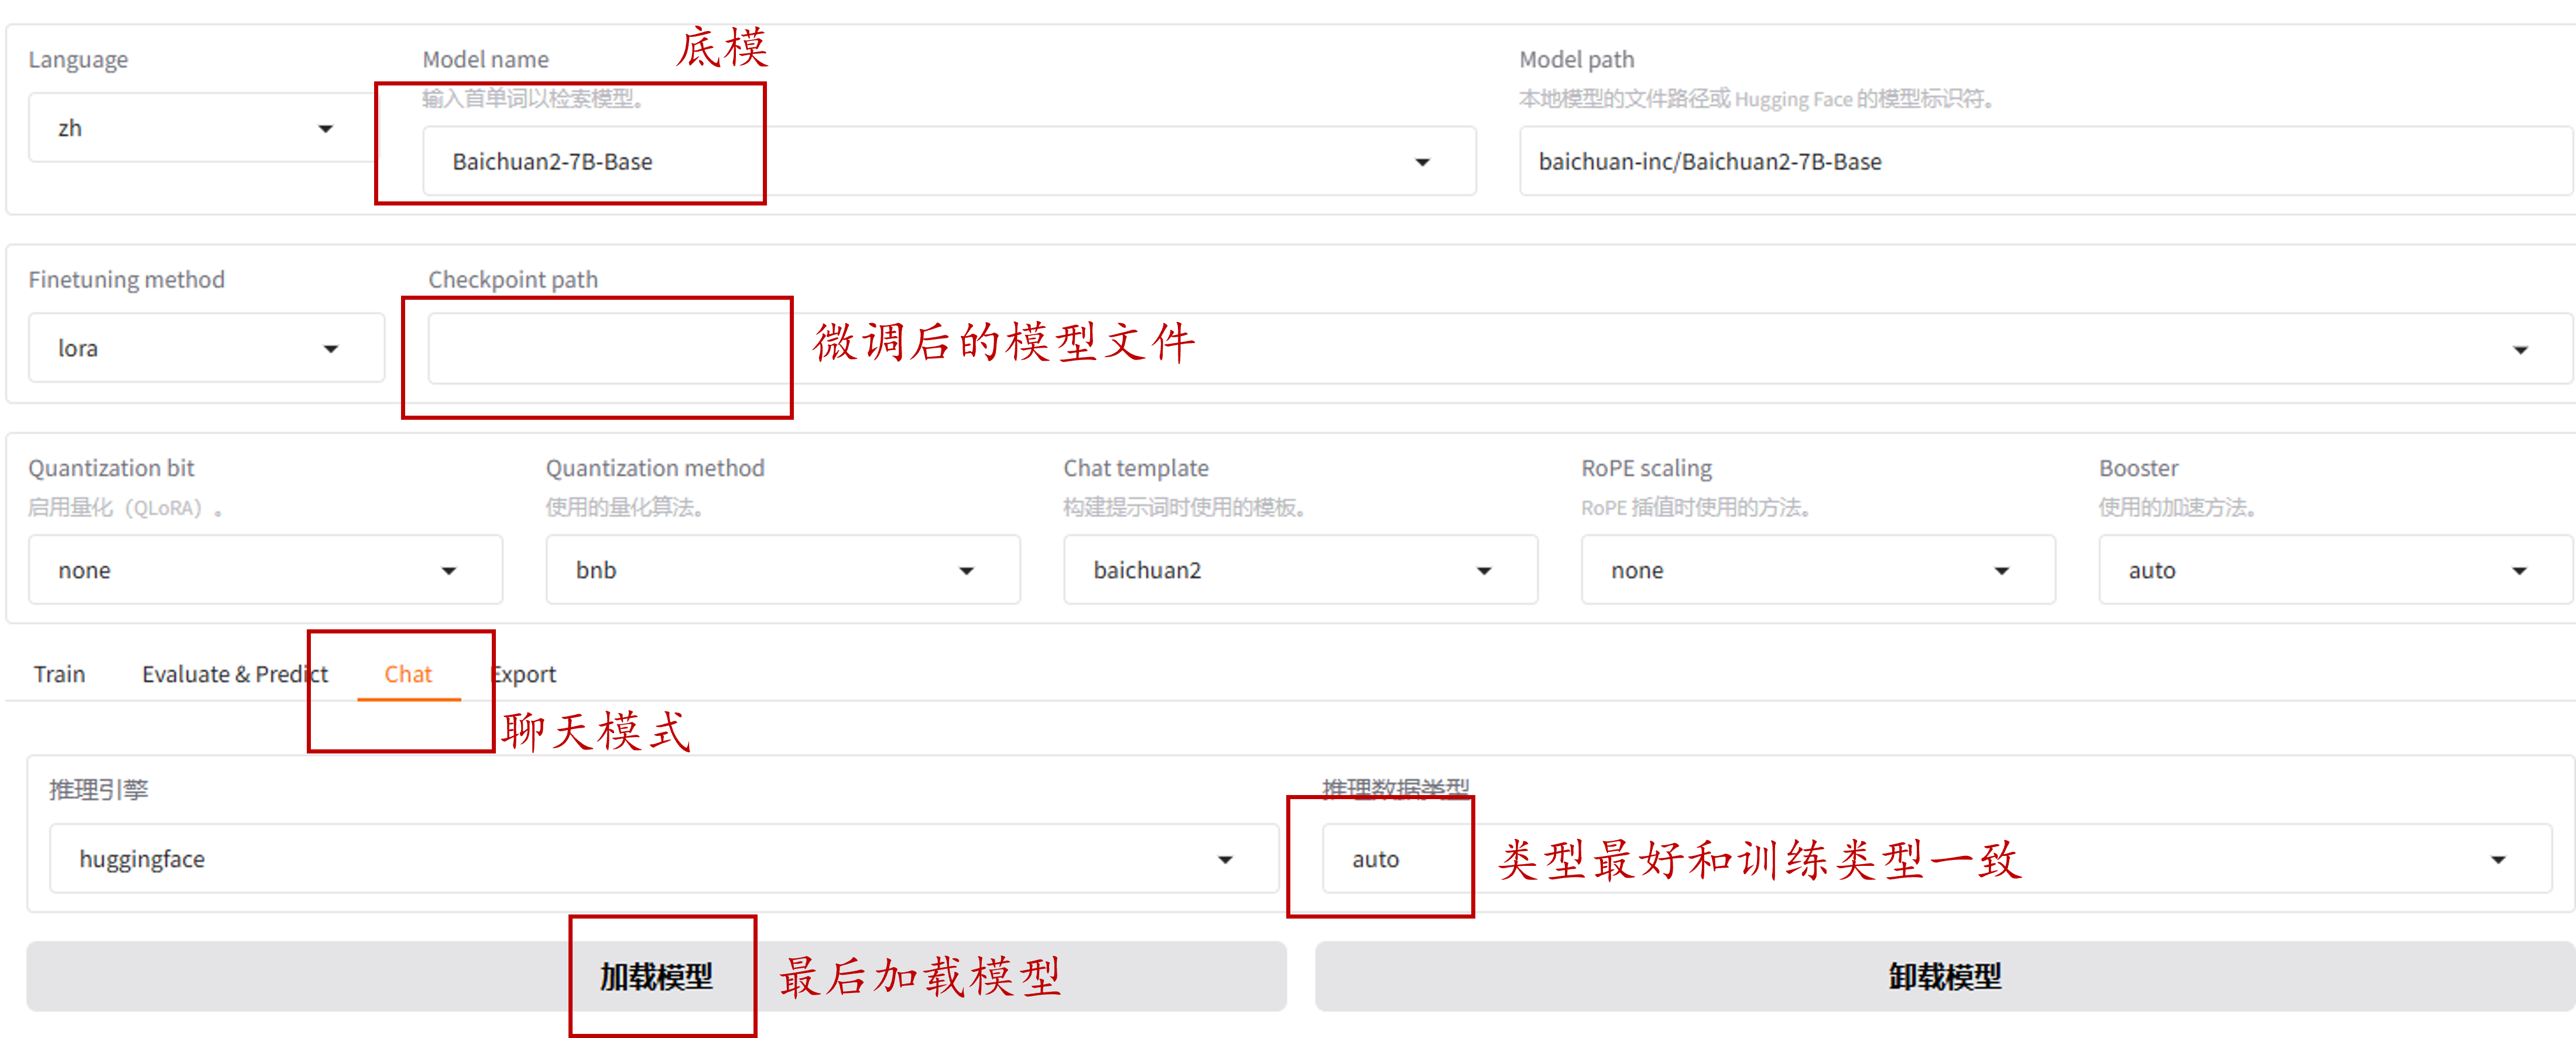 底模
Language
Model name
Model path
输入首单词以检索模型。
本地模型的文件路径或 Hugging Face 的模型标识符。
zh
Baichuan2-7B-Base
baichuan-inc/Baichuan2-7B-Base
Finetuning method
Checkpoint path
lora
微调后的模型文件
Quantization bit
Quantization method
Chat template
RoPE scaling
Booster
启用量化（QLoRA）。
使用的量化算法。
构建提示词时使用的模板。
RoPE 插值时使用的方法。
使用的加速方法。
none
bnb
baichuan2
none
auto
Train
Evaluate & Predict
Chat
Export
聊天模式
推理引擎
推理数据类型
huggingface
auto
类型最好和训练类型一致
加载模型
最后加载模型
卸载模型